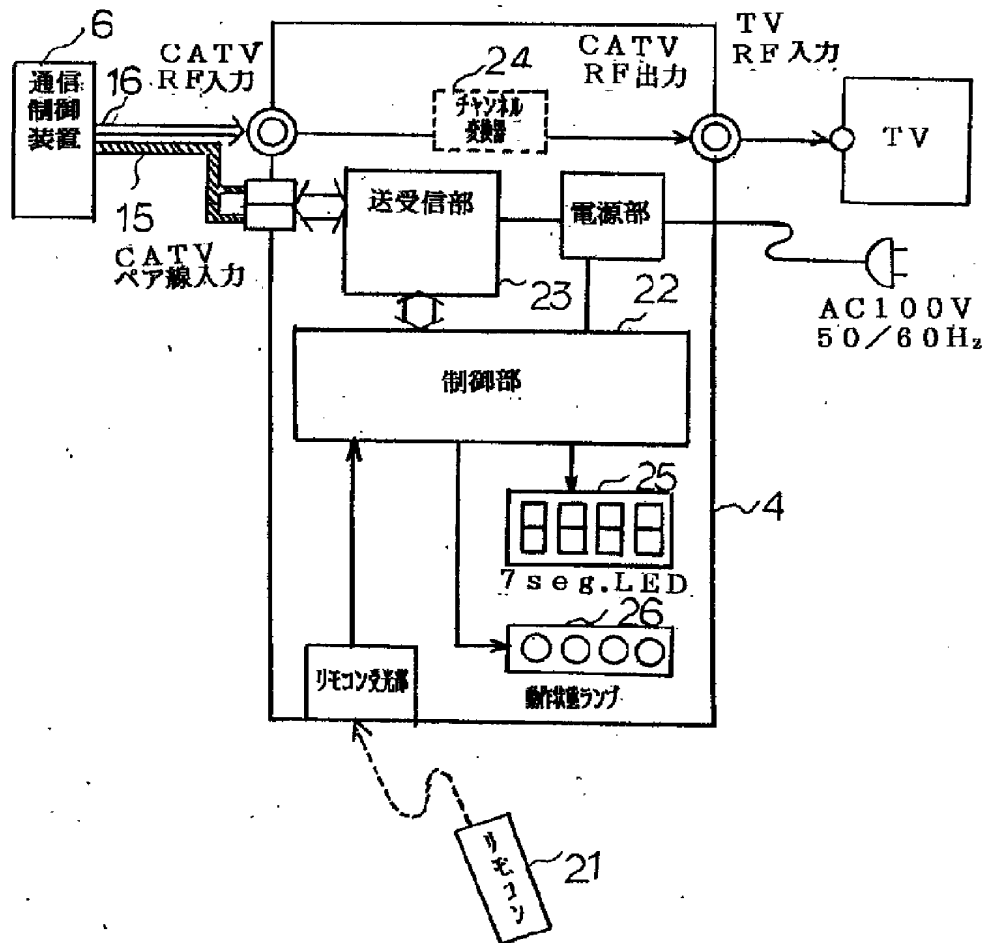 6
通信
制御
装置
16
CATV
RF入力
15
CATV
ペア線入力
24
チャンネル
変換器
CATV
RF出力
TV
RF入力
TV
送受信部
23
電源部
22
AC100V
50/60Hz
制御部
25
4
7seg.LED
26
動作状態ランプ
リモコン受光部
リモコン
21